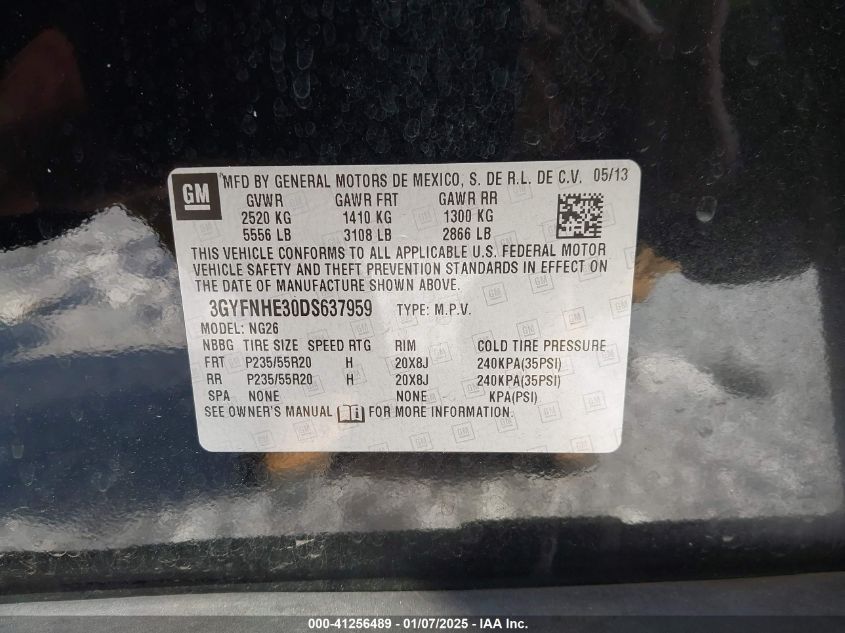 GM MFD BY GENERAL MOTORS DE MEXICO, S. DE R.L. DE C.V. 05/13
GVWR GAWR FRT GAWR RR
2520 KG 1410 KG 1300 KG
5556 LB 3108 LB 2866 LB
THIS VEHICLE CONFORMS TO ALL APPLICABLE U.S. FEDERAL MOTOR
VEHICLE SAFETY AND THEFT PREVENTION STANDARDS IN EFFECT ON
THE DATE OF MANUFACTURE SHOWN ABOVE.
3GYFNHE30DS637959 TYPE: M.P.V.
MODEL: NG26
NBBG TIRE SIZE SPEED RTG RIM COLD TIRE PRESSURE
FRT P235/55R20 H 20X8J 240KPA(35PSI)
RR P235/55R20 H 20X8J 240KPA(35PSI)
SPA NONE NONE KPA(PSI)
SEE OWNER'S MANUAL FOR MORE INFORMATION.
000-41256489 - 01/07/2025 - IAA Inc.